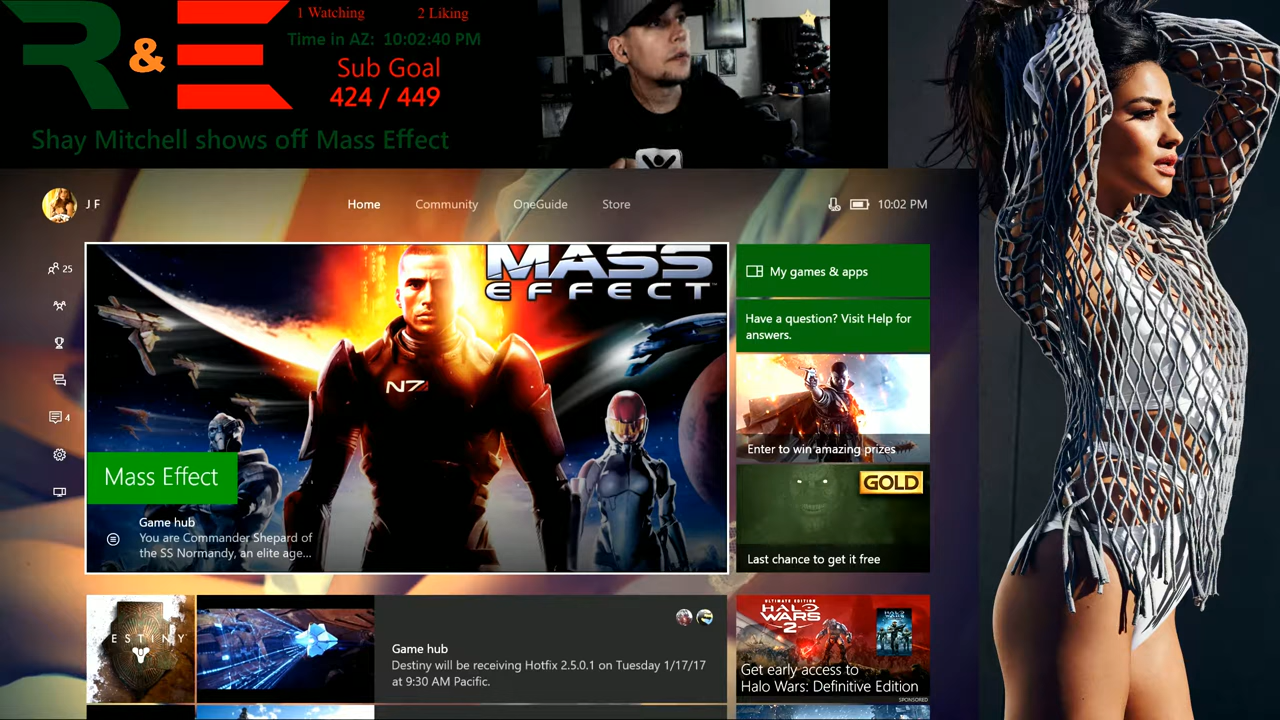 R & E
1 Watching
2 Liking
Time in AZ: 10:02:40 PM
Sub Goal
424 / 449
Shay Mitchell shows off Mass Effect
J F
Home
Community
OneGuide
Store
10:02 PM
25
4
MASS
EFFECT
N7
Mass Effect
Game hub
You are Commander Shepard of
the SS Normandy, an elite age...
My games & apps
Have a question? Visit Help for
answers.
Enter to win amazing prizes
GOLD
Last chance to get it free
DESTINY
Game hub
Destiny will be receiving Hotfix 2.5.0.1 on Tuesday 1/17/17
at 9:30 AM Pacific.
ULTIMATE EDITION
HALO
WARS
2
Get early access to
Halo Wars: Definitive Edition
SPONSORED